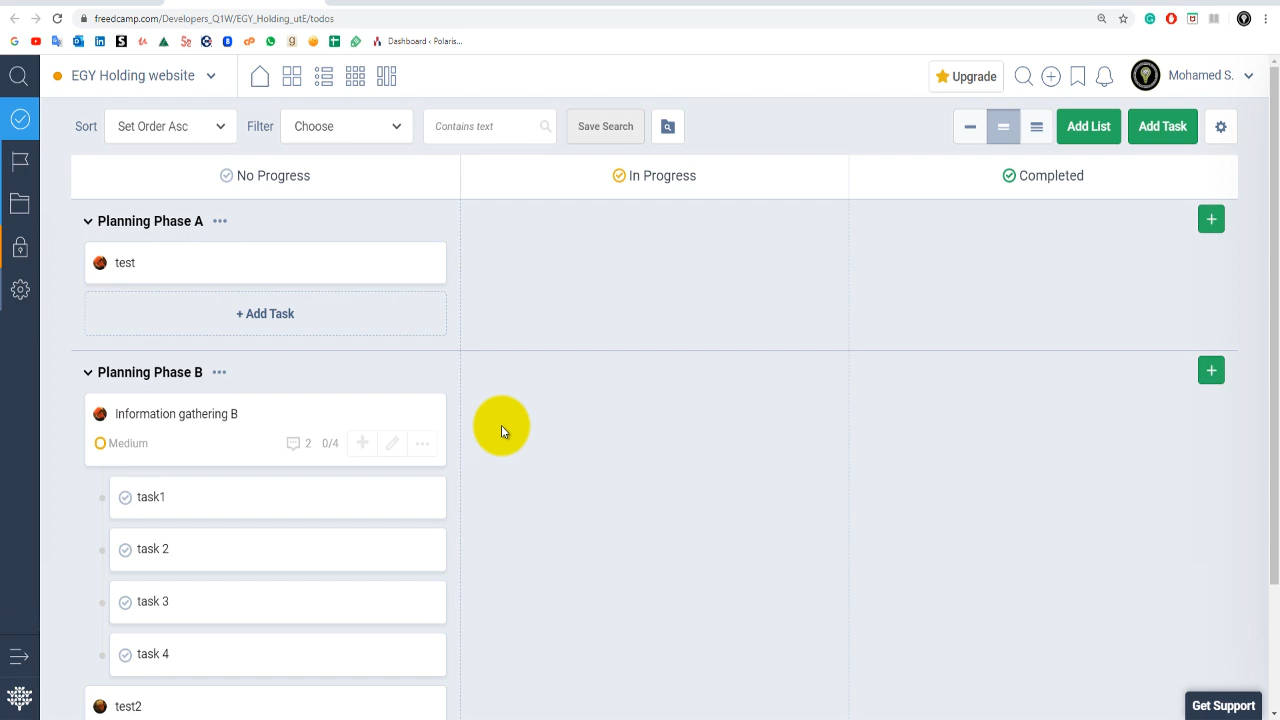 freedcamp.com/Developers_Q1W/EGY_Holding_utE/todos
Dashboard ‹ Polaris...
EGY Holding website
Upgrade
Mohamed S.
Sort
Set Order Asc
Filter
Choose
Contains text
Save Search
Add List
Add Task
No Progress
In Progress
Completed
Planning Phase A
test
+ Add Task
Planning Phase B
Information gathering B
Medium
2
0/4
task1
task 2
task 3
task 4
test2
Get Support